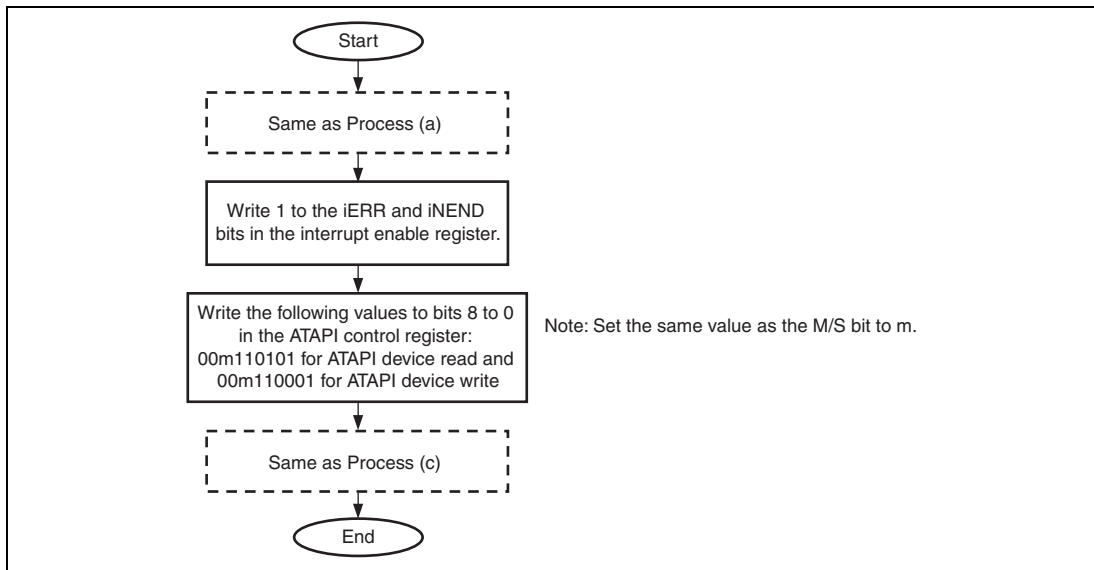 Start
Same as Process (a)
Write 1 to the iERR and iNEND
bits in the interrupt enable register.
Write the following values to bits 8 to 0
in the ATAPI control register:
00m110101 for ATAPI device read and
00m110001 for ATAPI device write
Note: Set the same value as the M/S bit to m.
Same as Process (c)
End